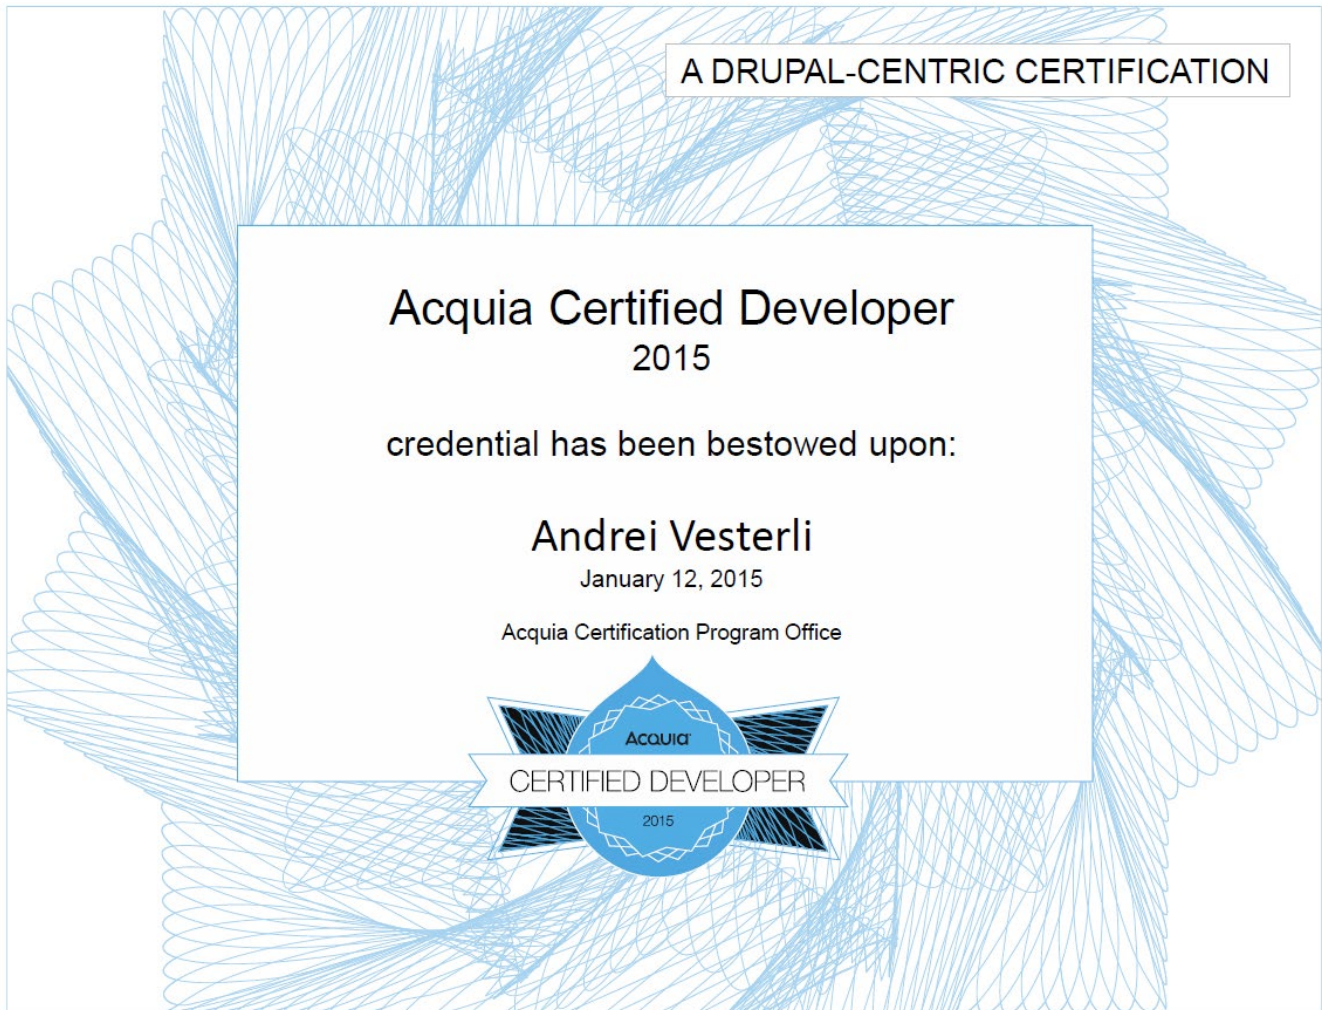 A DRUPAL-CENTRIC CERTIFICATION
Acquia Certified Developer
2015
credential has been bestowed upon:
Andrei Vesterli
January 12, 2015
Acquia Certification Program Office
Acquia
CERTIFIED DEVELOPER
2015